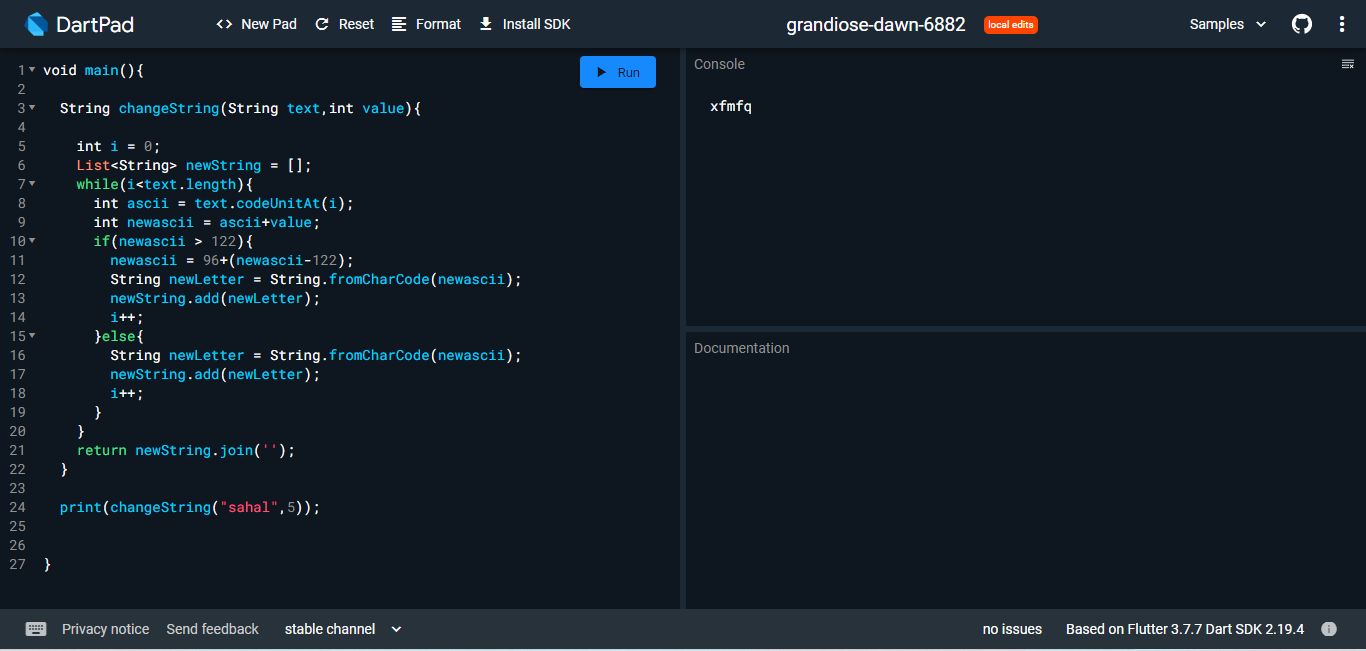 DartPad
New Pad
Reset
Format
Install SDK
grandiose-dawn-6882
local edits
Samples
1 void main(){
2
3   String changeString(String text,int value){
4
5     int i = 0;
6     List<String> newString = [];
7     while(i<text.length){
8       int ascii = text.codeUnitAt(i);
9       int newascii = ascii+value;
10       if(newascii > 122){
11         newascii = 96+(newascii-122);
12         String newLetter = String.fromCharCode(newascii);
13         newString.add(newLetter);
14         i++;
15       }else{
16         String newLetter = String.fromCharCode(newascii);
17         newString.add(newLetter);
18         i++;
19       }
20     }
21     return newString.join('');
22   }
23
24   print(changeString("sahal",5));
25
26
27 }
Run
Console
xfmfq
Documentation
Privacy notice
Send feedback
stable channel
no issues
Based on Flutter 3.7.7 Dart SDK 2.19.4